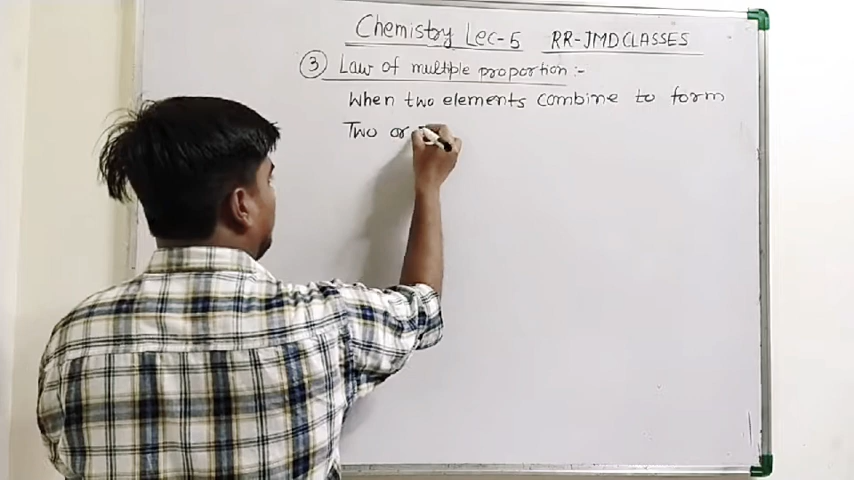 Chemistry Lec-5 RR-JMD CLASSES
③ Law of multiple proportion :-
When two elements combine to form
Two or